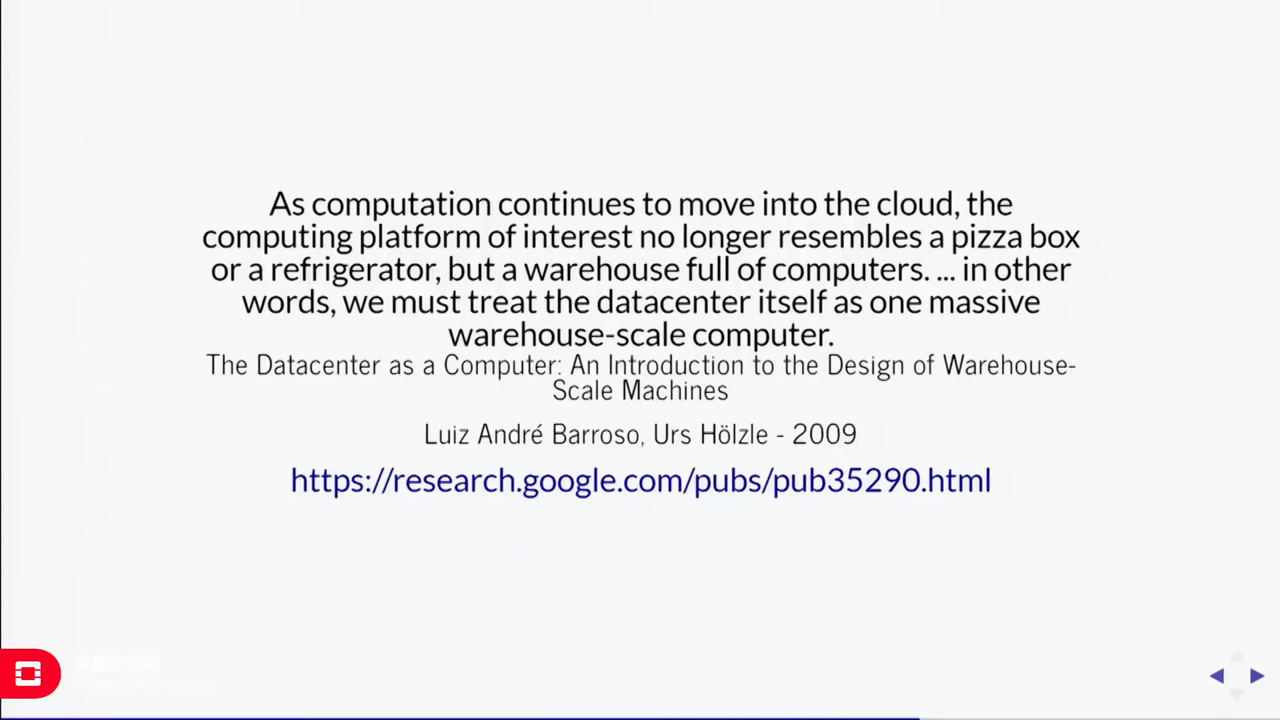 As computation continues to move into the cloud, the
computing platform of interest no longer resembles a pizza box
or a refrigerator, but a warehouse full of computers. ... in other
words, we must treat the datacenter itself as one massive
warehouse-scale computer.
The Datacenter as a Computer: An Introduction to the Design of Warehouse-
Scale Machines
Luiz André Barroso, Urs Hölzle - 2009
https://research.google.com/pubs/pub35290.html